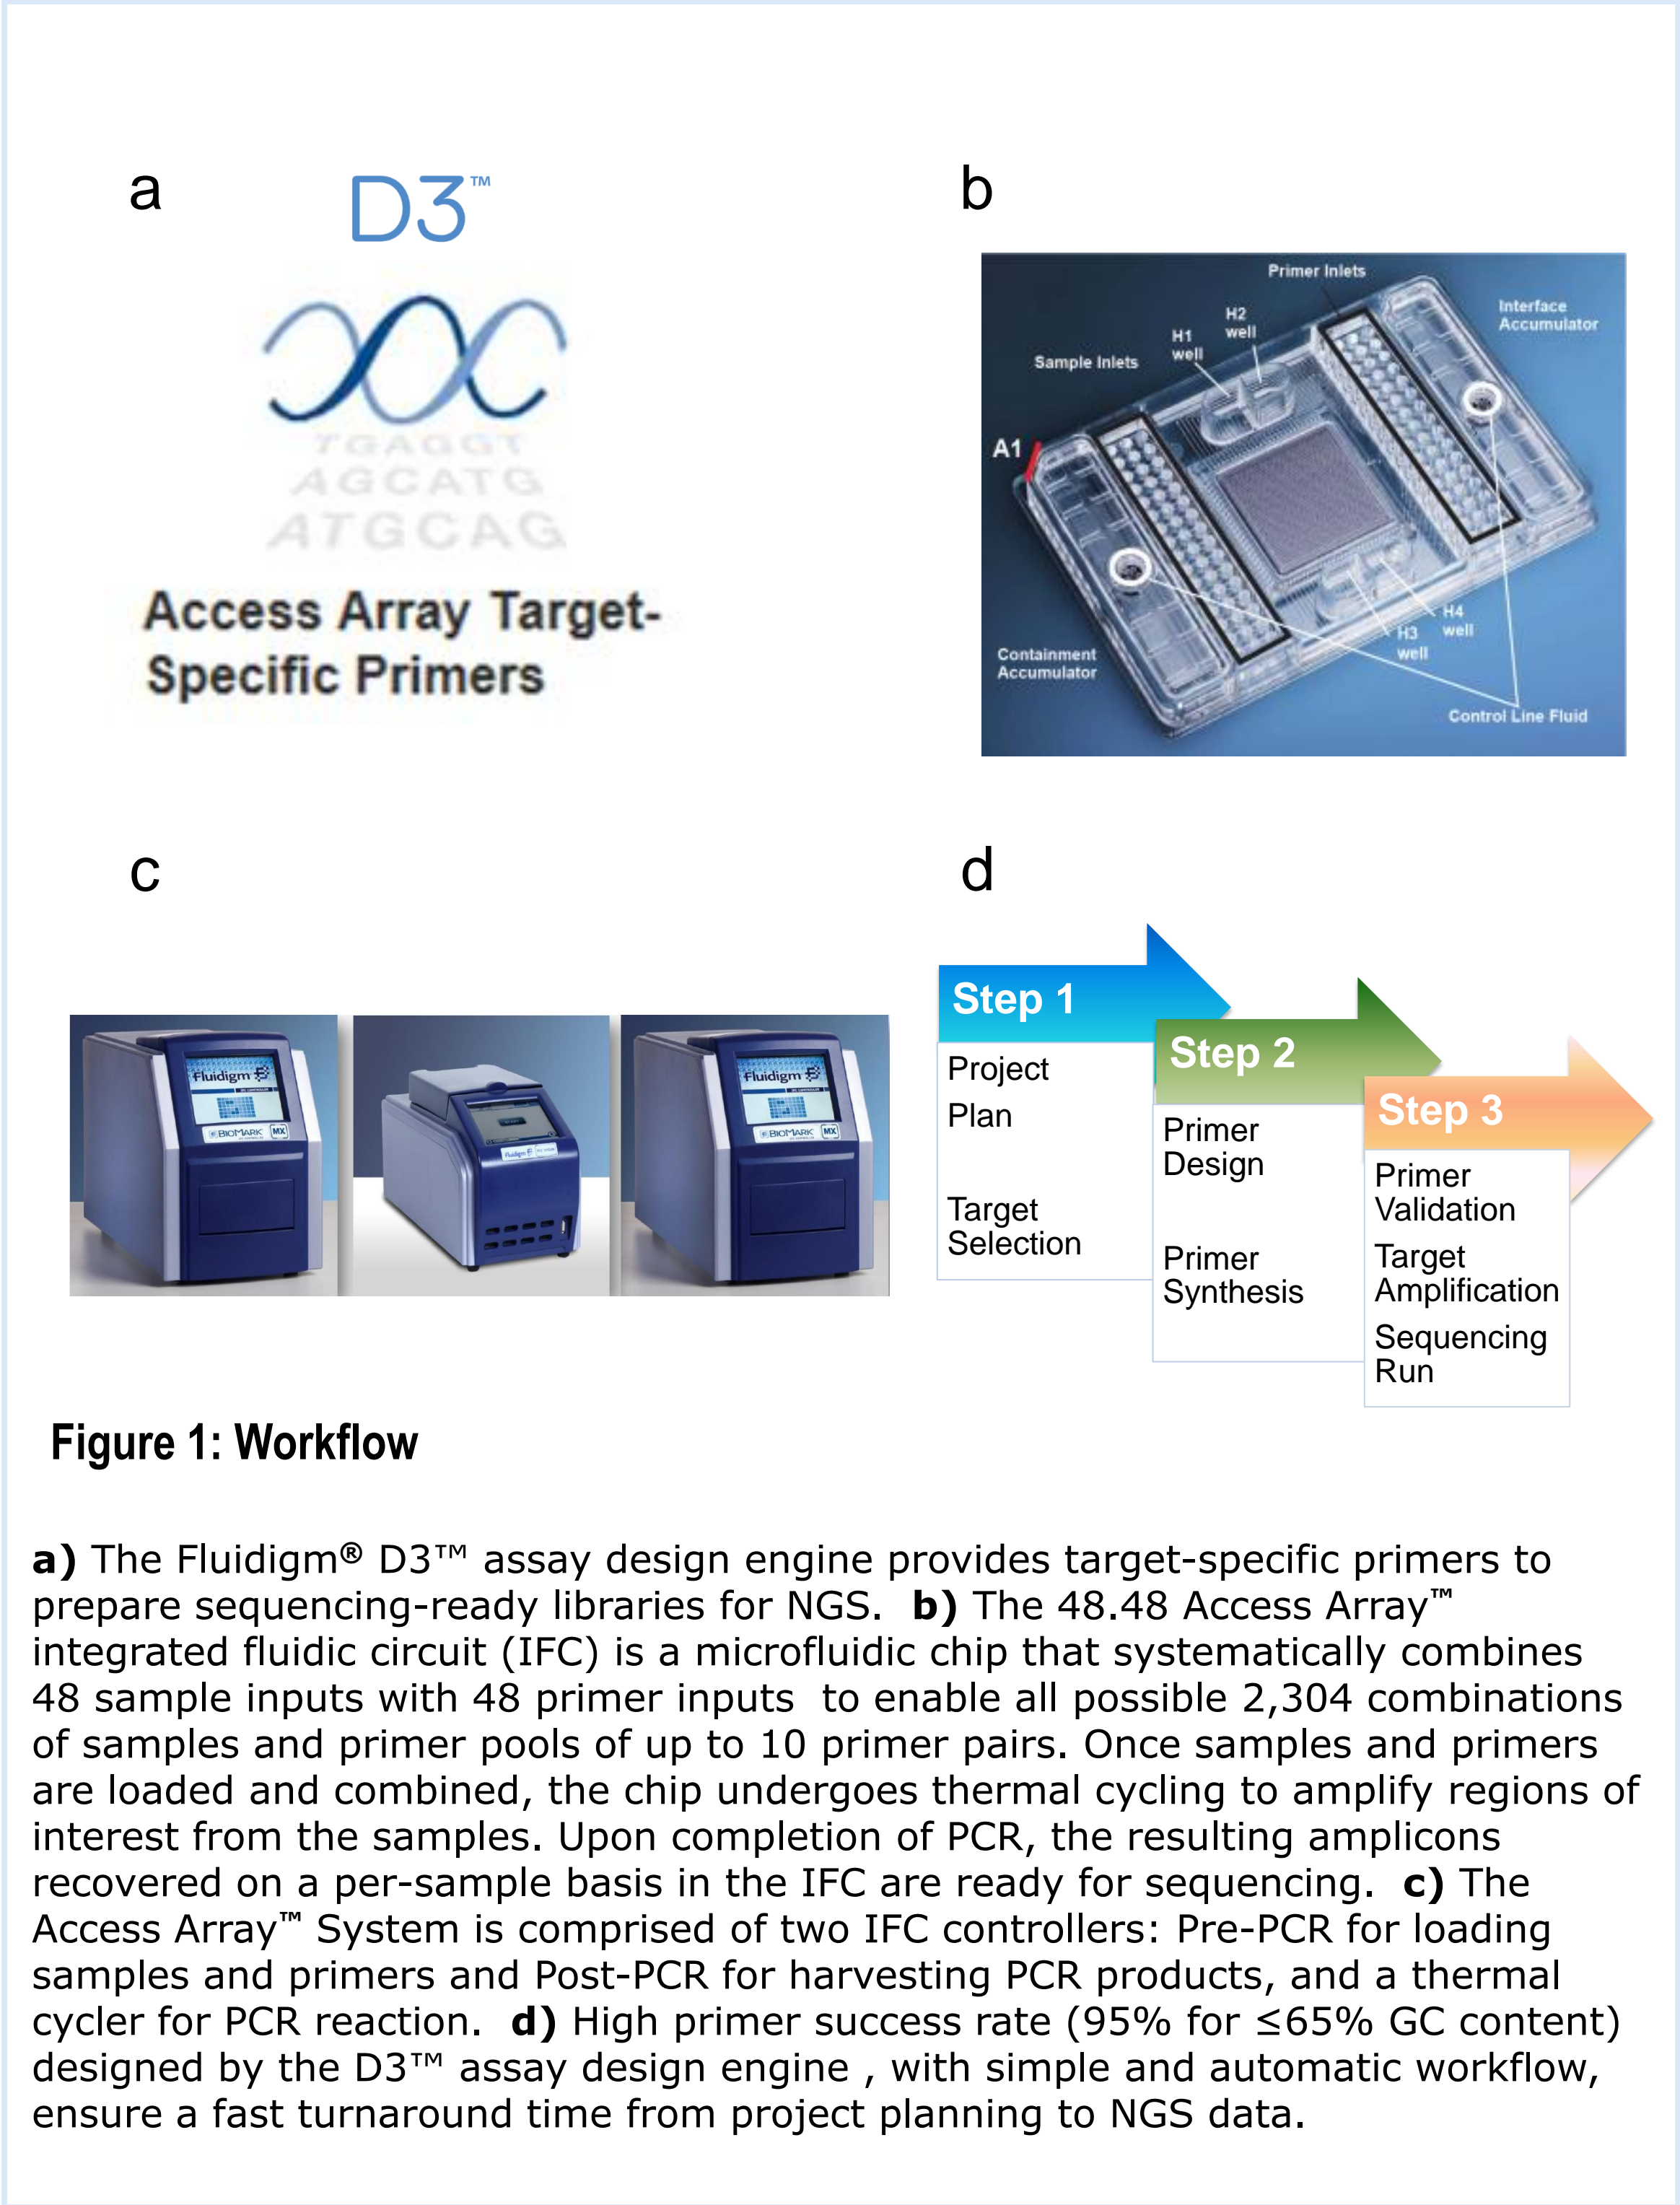 a
D3™
TGAGGT
AGCATG
ATGCAG
Access Array Target-
Specific Primers
b
Primer Inlets
Interface
Accumulator
H2
well
H1
well
Sample Inlets
A1
H4
well
H3
well
Containment
Accumulator
Control Line Fluid
c
fluidigm
BIOMARK MX
fluidigm
fluidigm
BIOMARK MX
d
Step 1
Project
Plan
Target
Selection
Step 2
Primer
Design
Primer
Synthesis
Step 3
Primer
Validation
Target
Amplification
Sequencing
Run
Figure 1: Workflow
a) The Fluidigm® D3™ assay design engine provides target-specific primers to
prepare sequencing-ready libraries for NGS.  b) The 48.48 Access Array™
integrated fluidic circuit (IFC) is a microfluidic chip that systematically combines
48 sample inputs with 48 primer inputs  to enable all possible 2,304 combinations
of samples and primer pools of up to 10 primer pairs. Once samples and primers
are loaded and combined, the chip undergoes thermal cycling to amplify regions of
interest from the samples. Upon completion of PCR, the resulting amplicons
recovered on a per-sample basis in the IFC are ready for sequencing.  c) The
Access Array™ System is comprised of two IFC controllers: Pre-PCR for loading
samples and primers and Post-PCR for harvesting PCR products, and a thermal
cycler for PCR reaction.  d) High primer success rate (95% for ≤65% GC content)
designed by the D3™ assay design engine , with simple and automatic workflow,
ensure a fast turnaround time from project planning to NGS data.